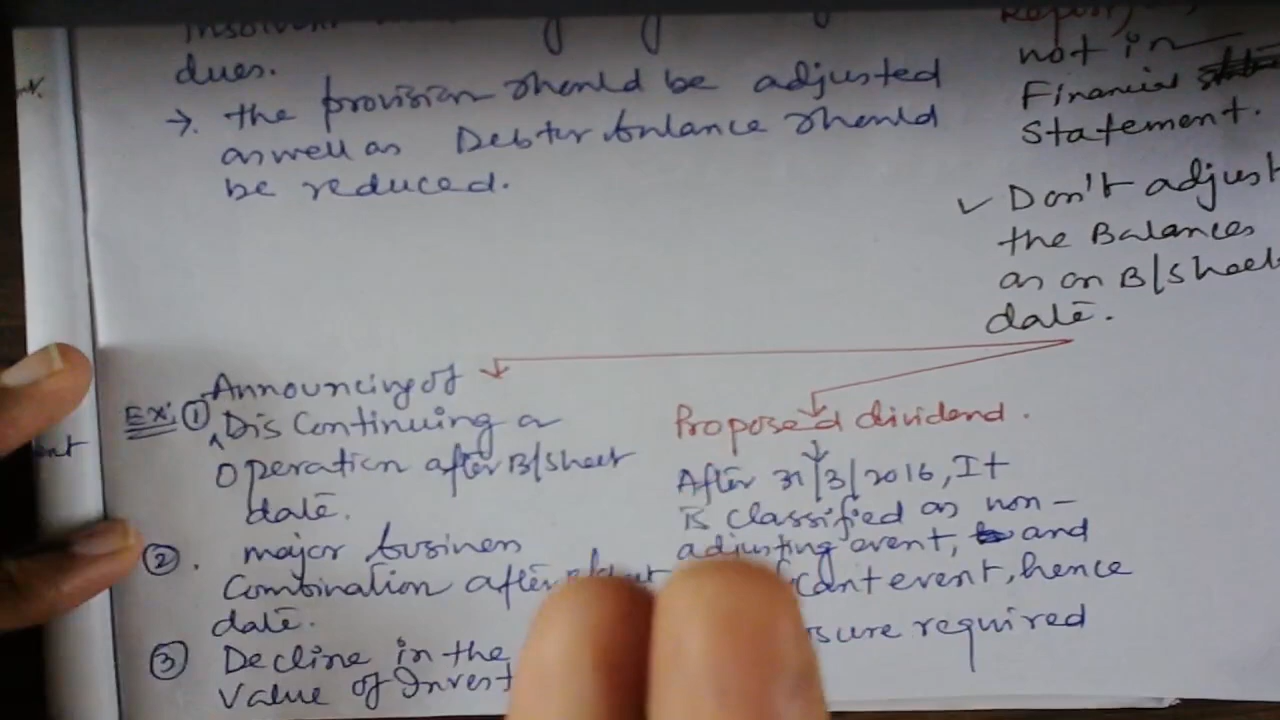 dues.
→. the provision should be adjusted
aswell as Debtor balance should
be reduced.
not in
Financial
Statement.
✓ Don't adjust
the Balances
as on B/Sheet
date.
Ex: ① Announcing of
Discontinuing a
Operation after B/Sheet
date.
②. major business
Combination after
date.
③ Decline in the
Value of Invest
Proposed dividend.
After 31/3/2016, It
is classified as non-
adjusting event, and
cant event, hence
sure required